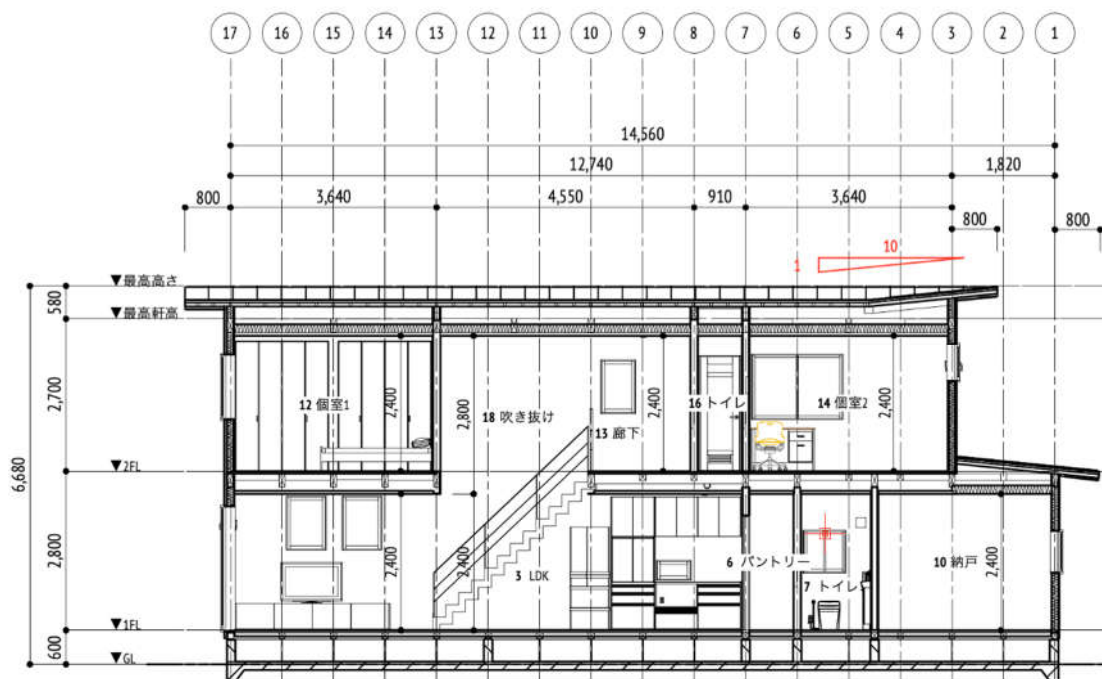 17 16 15 14 13 12 11 10 9 8 7 6 5 4 3 2 1
14,560
12,740 1,820
800 3,640 4,550 910 3,640 800 800
10
1
▼最高高さ
580
▼最高軒高
2,700
12 個室1
2,400
2,800
18 吹き抜け
13 廊下
2,400
16 トイレ
14 個室2
2,400
▼2FL
6,680
2,800
2,400
2,400
3 LDK
6 パントリー
7 トイレ
10 納戸
2,400
▼1FL
600
▼GL